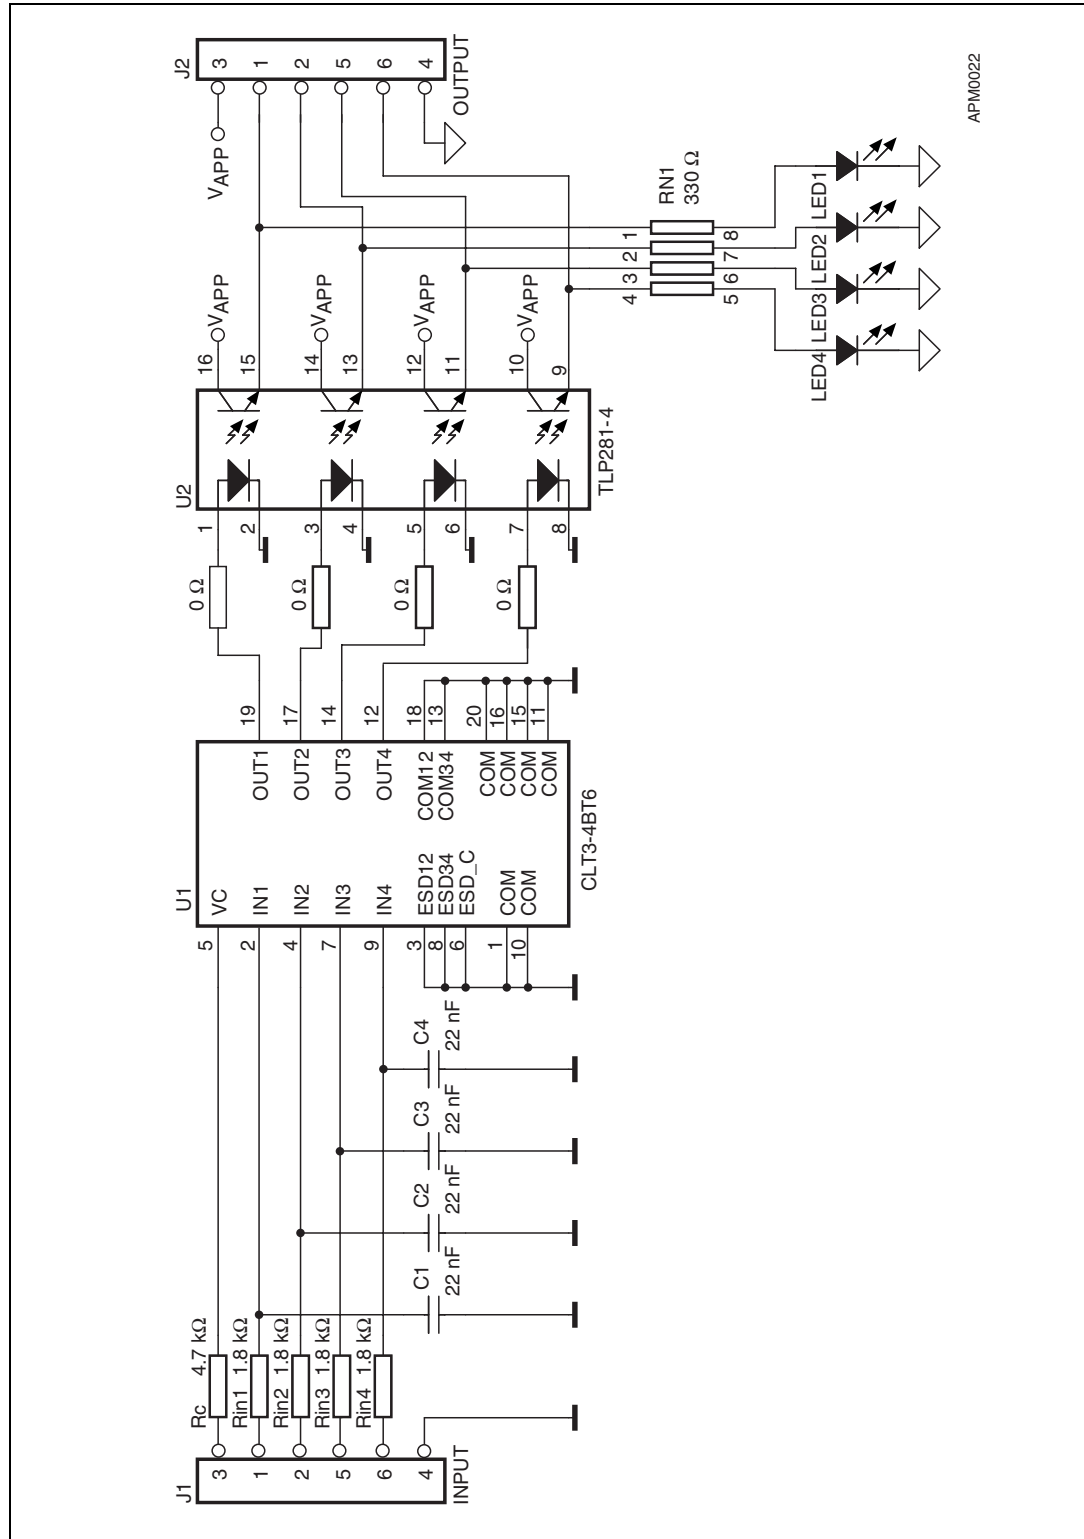 J1
3
1
2
5
6
4
INPUT
Rc 4.7 kΩ
Rin1 1.8 kΩ
Rin2 1.8 kΩ
Rin3 1.8 kΩ
Rin4 1.8 kΩ
C1
22 nF
C2
22 nF
C3
22 nF
C4
22 nF
U1
5
2
4
7
9
3
8
6
1
10
VC
IN1
IN2
IN3
IN4
ESD12
ESD34
ESD_C
COM
COM
OUT1
OUT2
OUT3
OUT4
COM12
COM34
COM
COM
COM
COM
19
17
14
12
18
13
20
16
15
11
CLT3-4BT6
0 Ω
0 Ω
0 Ω
0 Ω
U2
1
2
3
4
5
6
7
8
16
15
14
13
12
11
10
9
TLP281-4
VAPP
VAPP
VAPP
VAPP
VAPP
J2
3
1
2
5
6
4
OUTPUT
RN1
330 Ω
1
2
3
4
8
7
6
5
LED1
LED2
LED3
LED4
APM0022